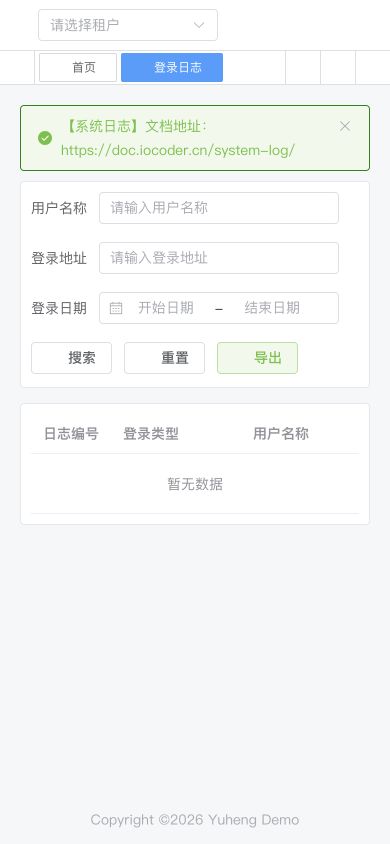 请选择租户
首页
登录日志
【系统日志】文档地址：
https://doc.iocoder.cn/system-log/
用户名称
请输入用户名称
登录地址
请输入登录地址
登录日期
开始日期
-
结束日期
搜索
重置
导出
日志编号
登录类型
用户名称
暂无数据
Copyright ©2026 Yuheng Demo